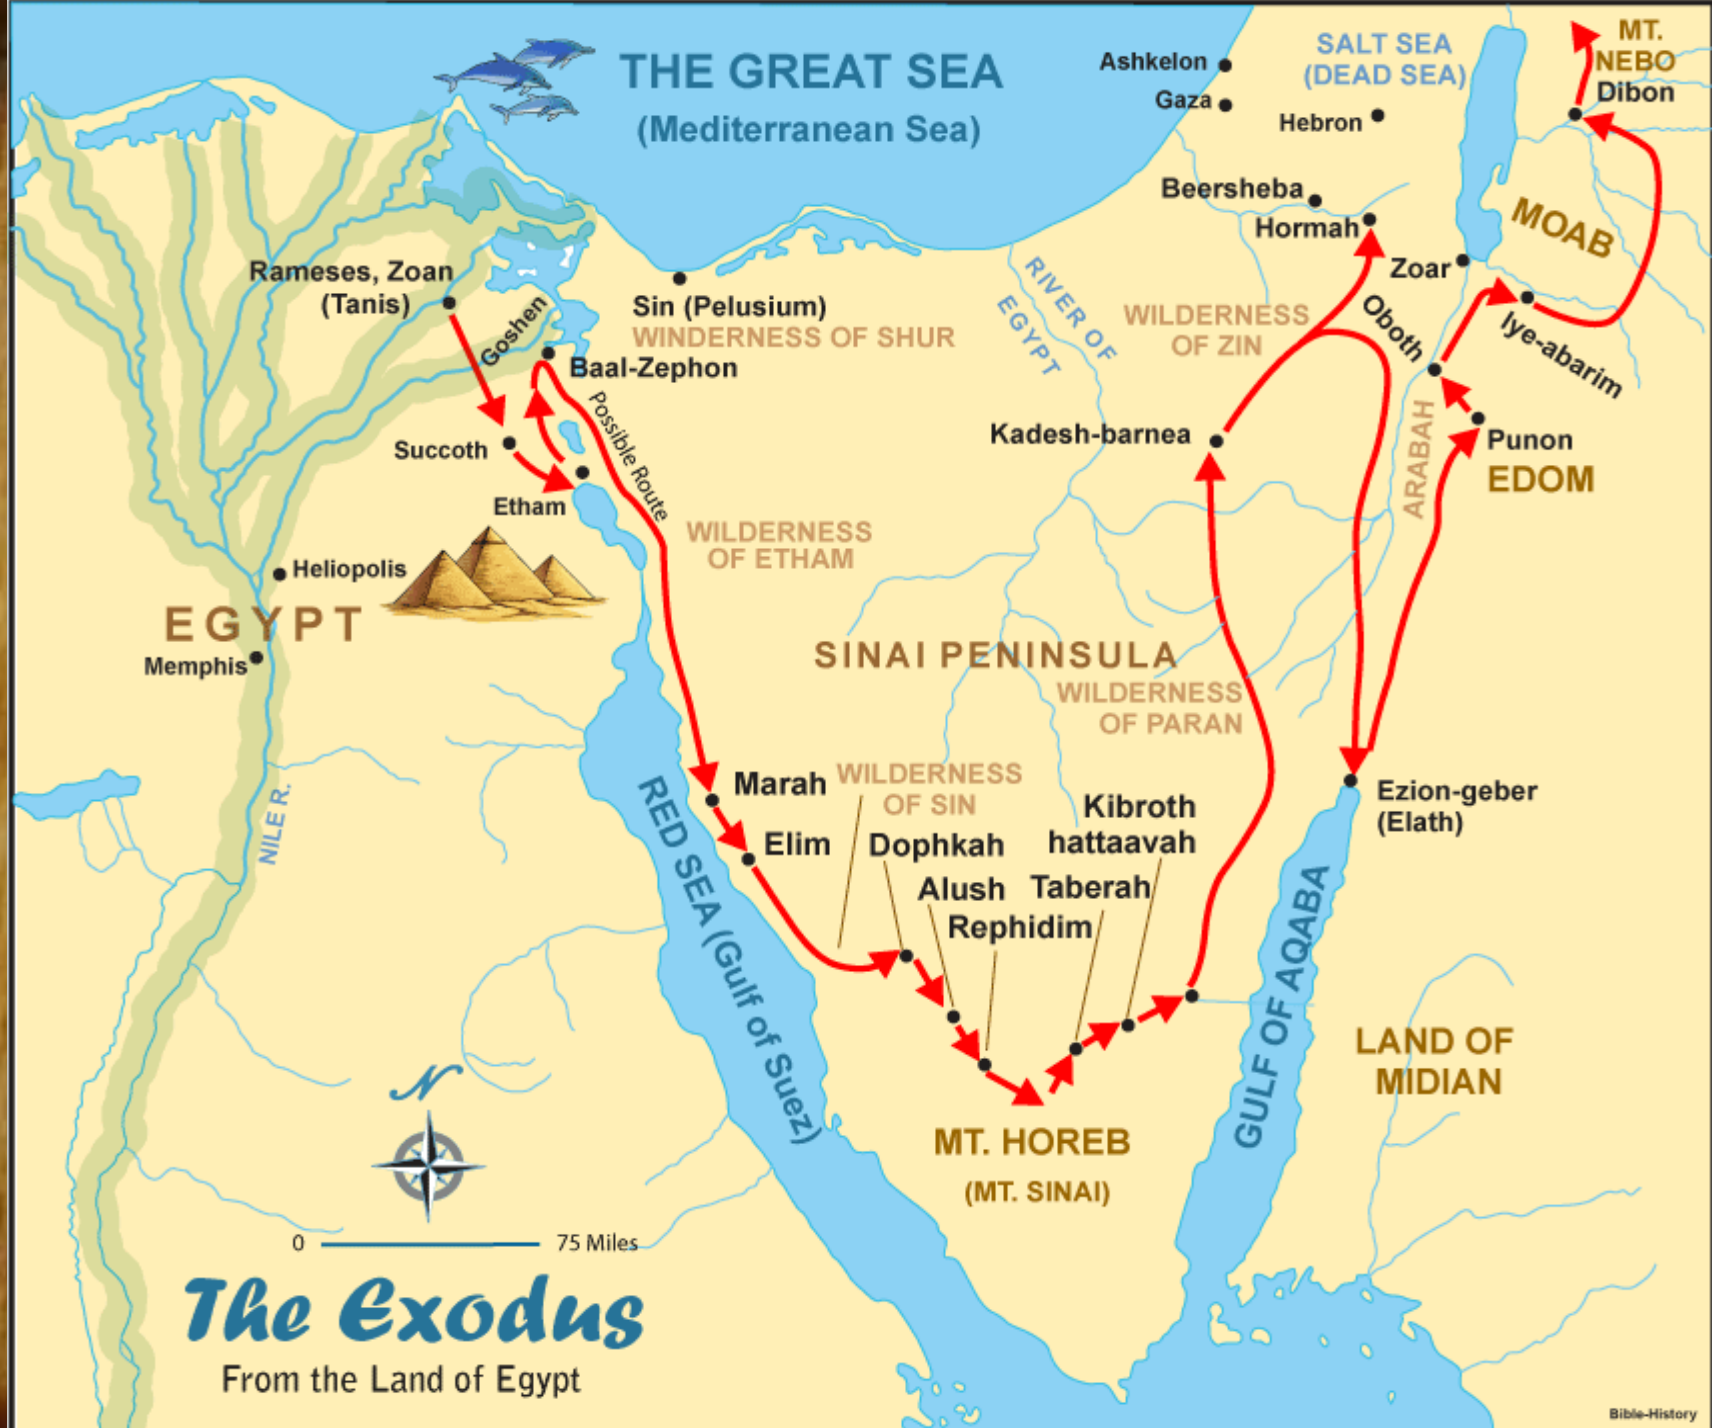 THE GREAT SEA
(Mediterranean Sea)
Ashkelon
Gaza
SALT SEA
(DEAD SEA)
Hebron
MT.
NEBO
Dibon
Beersheba
Hormah
MOAB
Zoar
Rameses, Zoan
(Tanis)
Goshen
Sin (Pelusium)
WINDERNESS OF SHUR
RIVER OF
EGYPT
WILDERNESS
OF ZIN
Oboth
Iye-abarim
Baal-Zephon
Possible Route
Succoth
Etham
Kadesh-barnea
ARABAH
Punon
EDOM
WILDERNESS
OF ETHAM
Heliopolis
EGYPT
Memphis
SINAI PENINSULA
WILDERNESS
OF PARAN
NILE R.
RED SEA (Gulf of Suez)
Marah
WILDERNESS
OF SIN
Elim
Dophkah
Alush
Rephidim
Kibroth
hattaavah
Taberah
Ezion-geber
(Elath)
GULF OF AQABA
LAND OF
MIDIAN
MT. HOREB
(MT. SINAI)
N
0 75 Miles
The Exodus
From the Land of Egypt
Bible-History